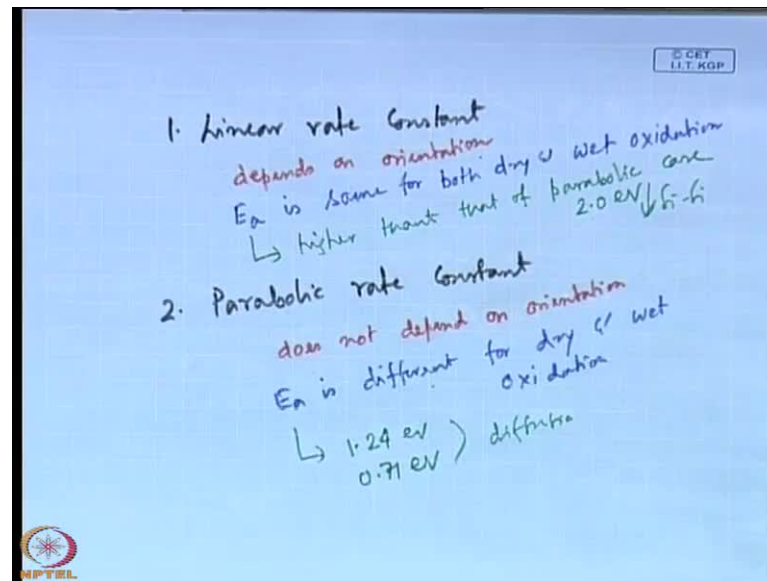 © CET
I.I.T. KGP
1. Linear rate Constant
depends on orientation
Ea is same for both dry & wet oxidation
↳ higher thant that of parabolic case
2.0 eV ↓ Si-Si
2. Parabolic rate Constant
does not depend on orientation
Ea is different for dry & wet
oxidation
↳ 1.24 eV
0.71 eV ) diffusio
NPTEL